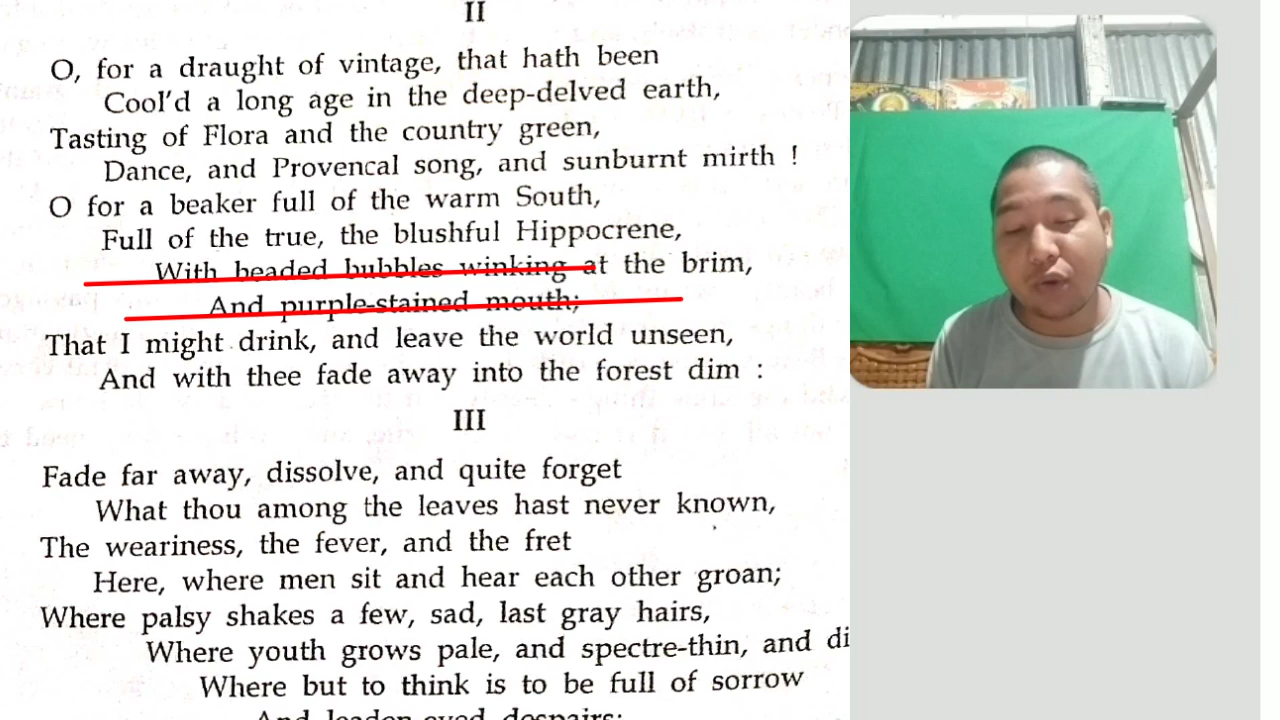 II
O, for a draught of vintage, that hath been
Cool'd a long age in the deep-delved earth,
Tasting of Flora and the country green,
Dance, and Provencal song, and sunburnt mirth !
O for a beaker full of the warm South,
Full of the true, the blushful Hippocrene,
With beaded bubbles winking at the brim,
And purple-stained mouth;
That I might drink, and leave the world unseen,
And with thee fade away into the forest dim :
III
Fade far away, dissolve, and quite forget
What thou among the leaves hast never known,
The weariness, the fever, and the fret
Here, where men sit and hear each other groan;
Where palsy shakes a few, sad, last gray hairs,
Where youth grows pale, and spectre-thin, and di
Where but to think is to be full of sorrow
And leaden-eyed despairs;